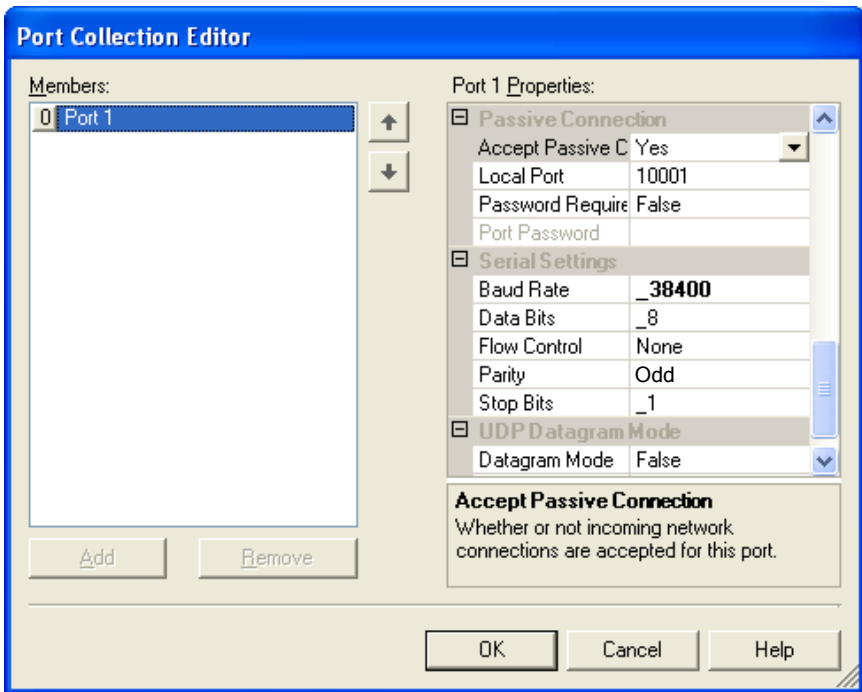 Port Collection Editor
Members:
0 Port 1
Port 1 Properties:
Passive Connection
Accept Passive C Yes
Local Port 10001
Password Require False
Port Password
Serial Settings
Baud Rate _38400
Data Bits _8
Flow Control None
Parity Odd
Stop Bits _1
UDP Datagram Mode
Datagram Mode False
Accept Passive Connection
Whether or not incoming network
connections are accepted for this port.
Add Remove
OK Cancel Help